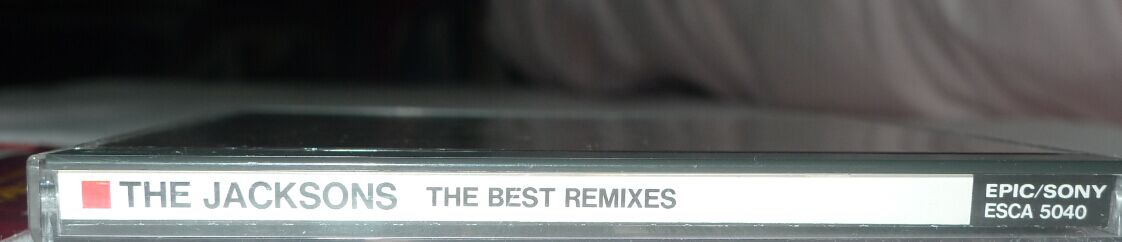 THE JACKSONS THE BEST REMIXES
EPIC/SONY
ESCA 5040